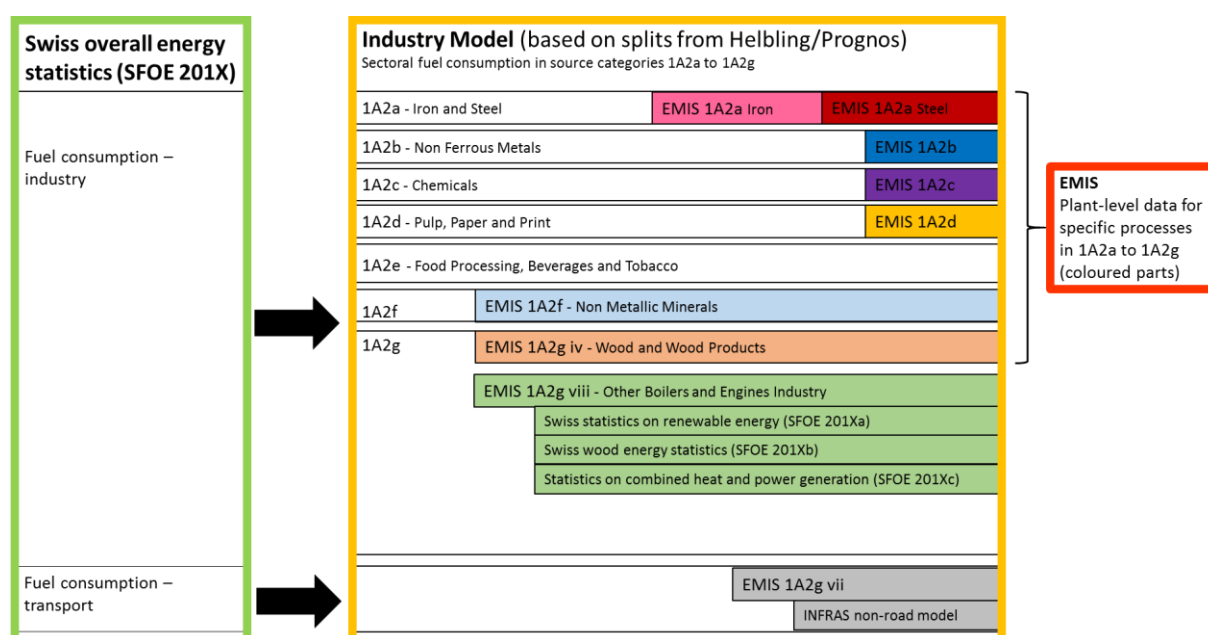 Swiss overall energy
statistics (SFOE 201X)
Fuel consumption –
industry
Fuel consumption –
transport
Industry Model (based on splits from Helbling/Prognos)
Sectoral fuel consumption in source categories 1A2a to 1A2g
1A2a - Iron and Steel
EMIS 1A2a Iron
EMIS 1A2a Steel
1A2b - Non Ferrous Metals
EMIS 1A2b
1A2c - Chemicals
EMIS 1A2c
1A2d - Pulp, Paper and Print
EMIS 1A2d
1A2e - Food Processing, Beverages and Tobacco
1A2f
EMIS 1A2f - Non Metallic Minerals
1A2g
EMIS 1A2g iv - Wood and Wood Products
EMIS 1A2g viii - Other Boilers and Engines Industry
Swiss statistics on renewable energy (SFOE 201Xa)
Swiss wood energy statistics (SFOE 201Xb)
Statistics on combined heat and power generation (SFOE 201Xc)
EMIS 1A2g vii
INFRAS non-road model
EMIS
Plant-level data for
specific processes
in 1A2a to 1A2g
(coloured parts)